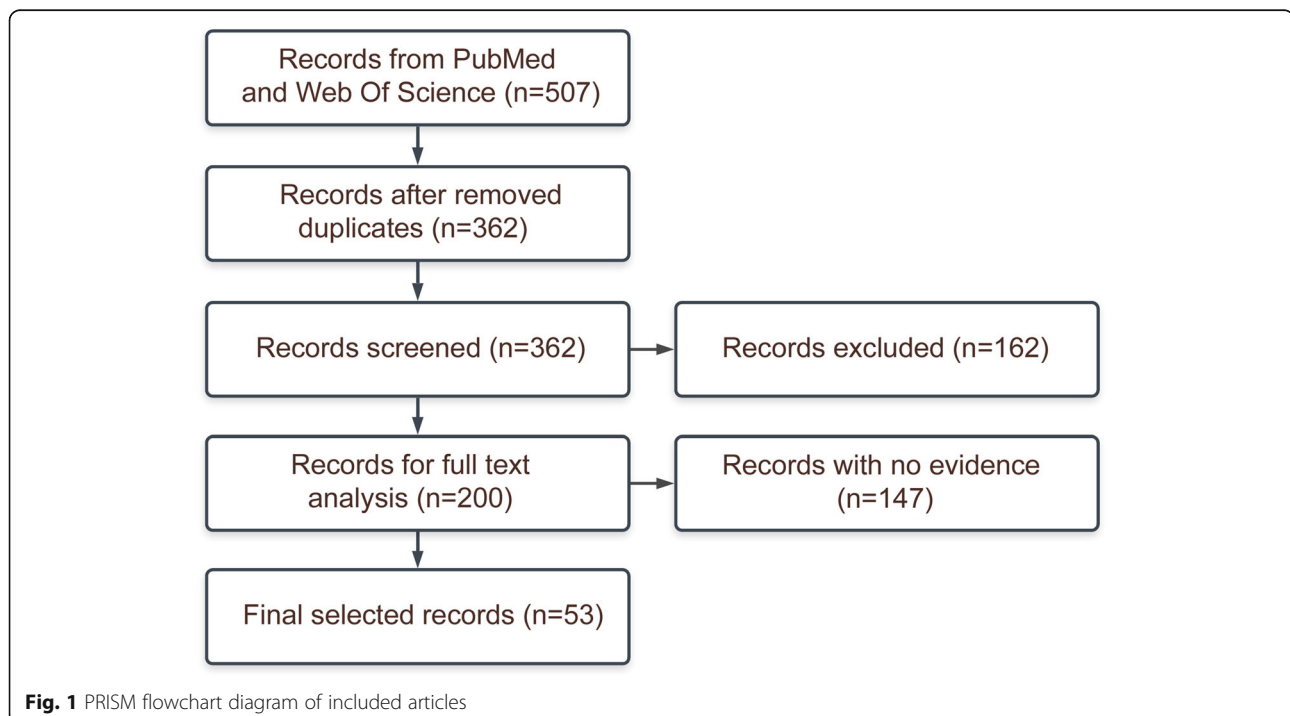 Records from PubMed
and Web Of Science (n=507)
Records after removed
duplicates (n=362)
Records screened (n=362)
Records excluded (n=162)
Records for full text
analysis (n=200)
Records with no evidence
(n=147)
Final selected records (n=53)
Fig. 1 PRISM flowchart diagram of included articles